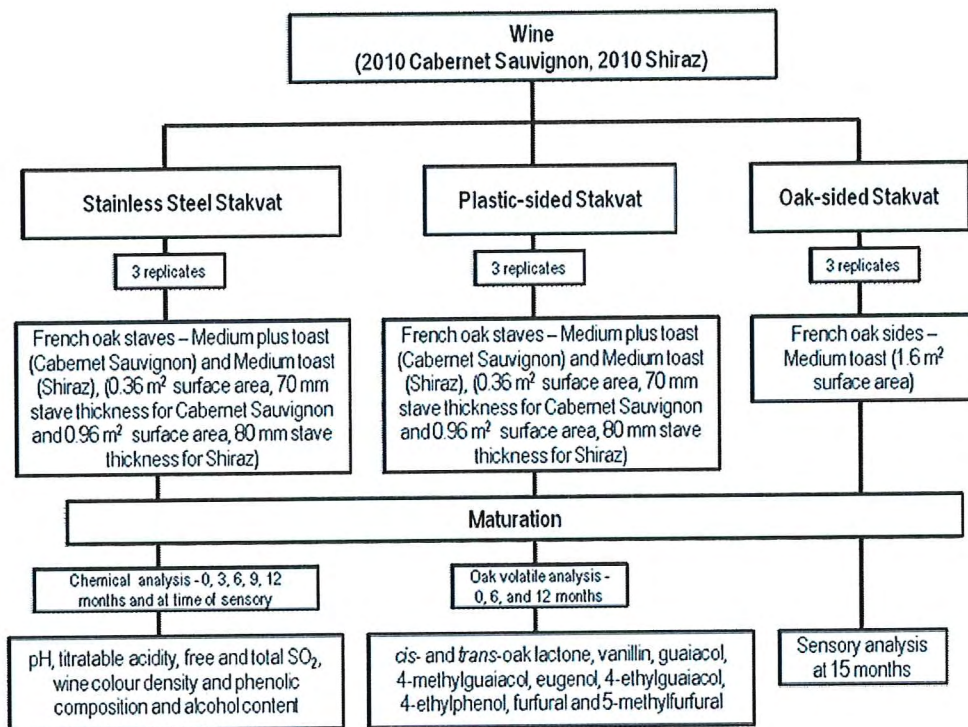 Wine
(2010 Cabernet Sauvignon, 2010 Shiraz)
Stainless Steel Stakvat
Plastic-sided Stakvat
Oak-sided Stakvat
3 replicates
3 replicates
3 replicates
French oak staves – Medium plus toast
(Cabernet Sauvignon) and Medium toast
(Shiraz), (0.36 m² surface area, 70 mm
stave thickness for Cabernet Sauvignon
and 0.96 m² surface area, 80 mm stave
thickness for Shiraz)
French oak staves – Medium plus toast
(Cabernet Sauvignon) and Medium toast
(Shiraz), (0.36 m² surface area, 70 mm
stave thickness for Cabernet Sauvignon
and 0.96 m² surface area, 80 mm stave
thickness for Shiraz)
French oak sides –
Medium toast (1.6 m²
surface area)
Maturation
Chemical analysis - 0, 3, 6, 9, 12
months and at time of sensory
Oak volatile analysis -
0, 6, and 12 months
pH, titratable acidity, free and total SO₂,
wine colour density and phenolic
composition and alcohol content
cis- and trans-oak lactone, vanillin, guaiacol,
4-methylguaiacol, eugenol, 4-ethylguaiacol,
4-ethylphenol, furfural and 5-methylfurfural
Sensory analysis
at 15 months